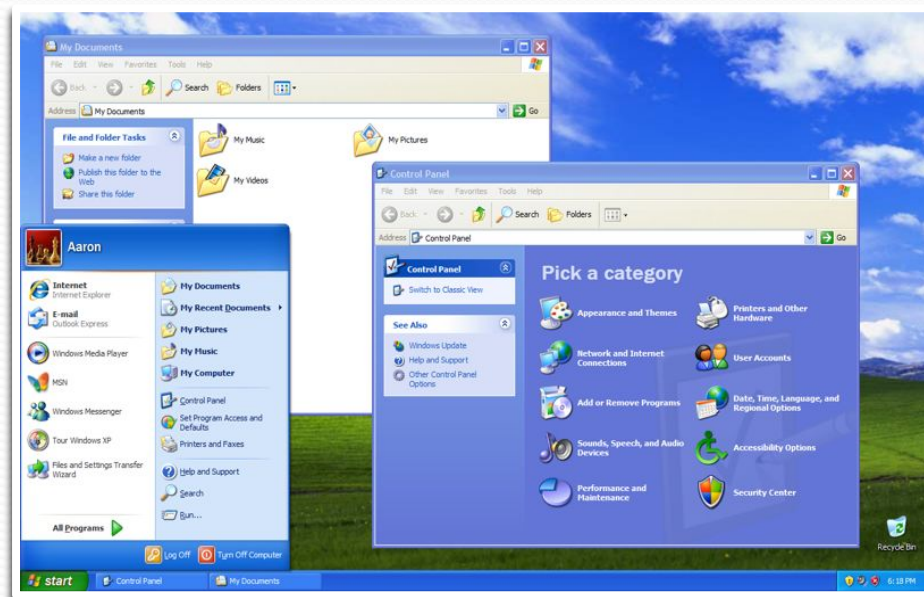 My Documents
File Edit View Favorites Tools Help
Back Search Folders
Address My Documents Go
File and Folder Tasks
Make a new folder
Publish this folder to the
Web
Share this folder
My Music
My Pictures
My Videos
Control Panel
File Edit View Favorites Tools Help
Back Search Folders
Address Control Panel Go
Control Panel
Switch to Classic View
See Also
Windows Update
Help and Support
Other Control Panel
Options
Pick a category
Appearance and Themes
Printers and Other
Hardware
Network and Internet
Connections
User Accounts
Add or Remove Programs
Date, Time, Language, and
Regional Options
Sounds, Speech, and Audio
Devices
Accessibility Options
Performance and
Maintenance
Security Center
Aaron
Internet
Internet Explorer
E-mail
Outlook Express
Windows Media Player
MSN
Windows Messenger
Tour Windows XP
Files and Settings Transfer
Wizard
All Programs
My Documents
My Recent Documents
My Pictures
My Music
My Computer
Control Panel
Set Program Access and
Defaults
Printers and Faxes
Help and Support
Search
Run...
Log Off Turn Off Computer
Recycle Bin
start Control Panel My Documents 6:18 PM